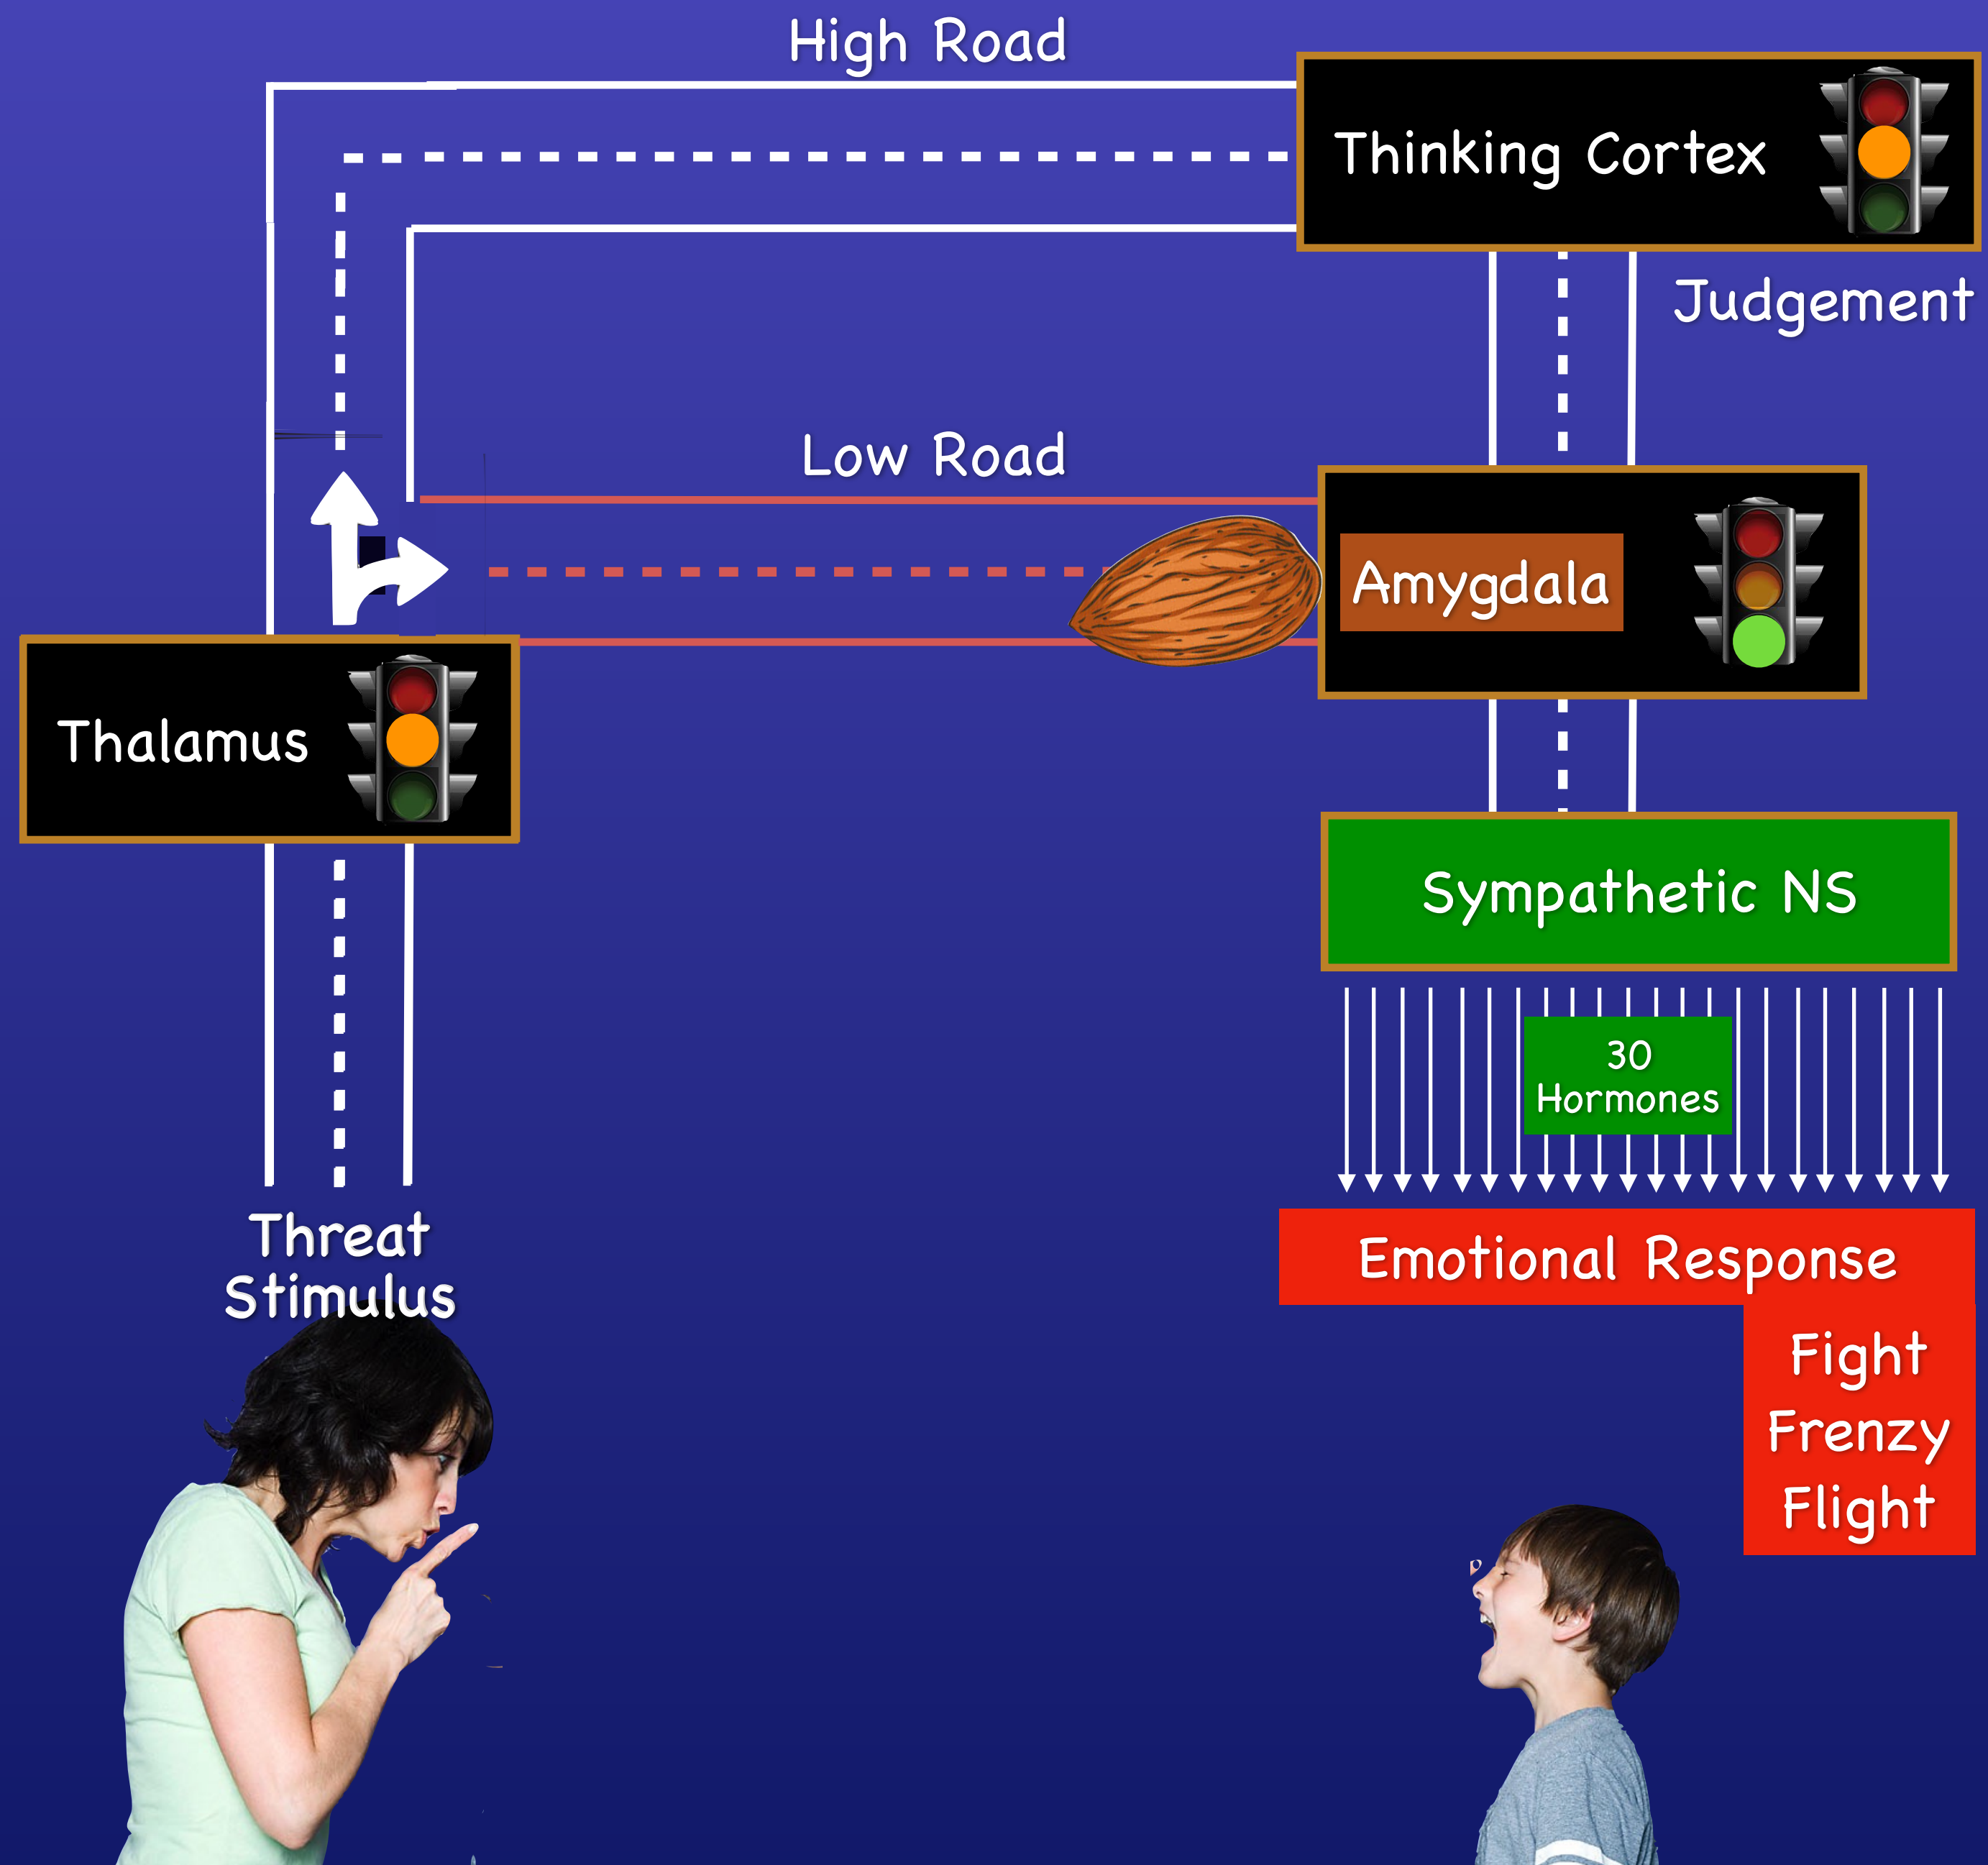 High Road
Thinking Cortex
Judgement
Low Road
Amygdala
Thalamus
Sympathetic NS
30
Hormones
Threat
Stimulus
Emotional Response
Fight
Frenzy
Flight